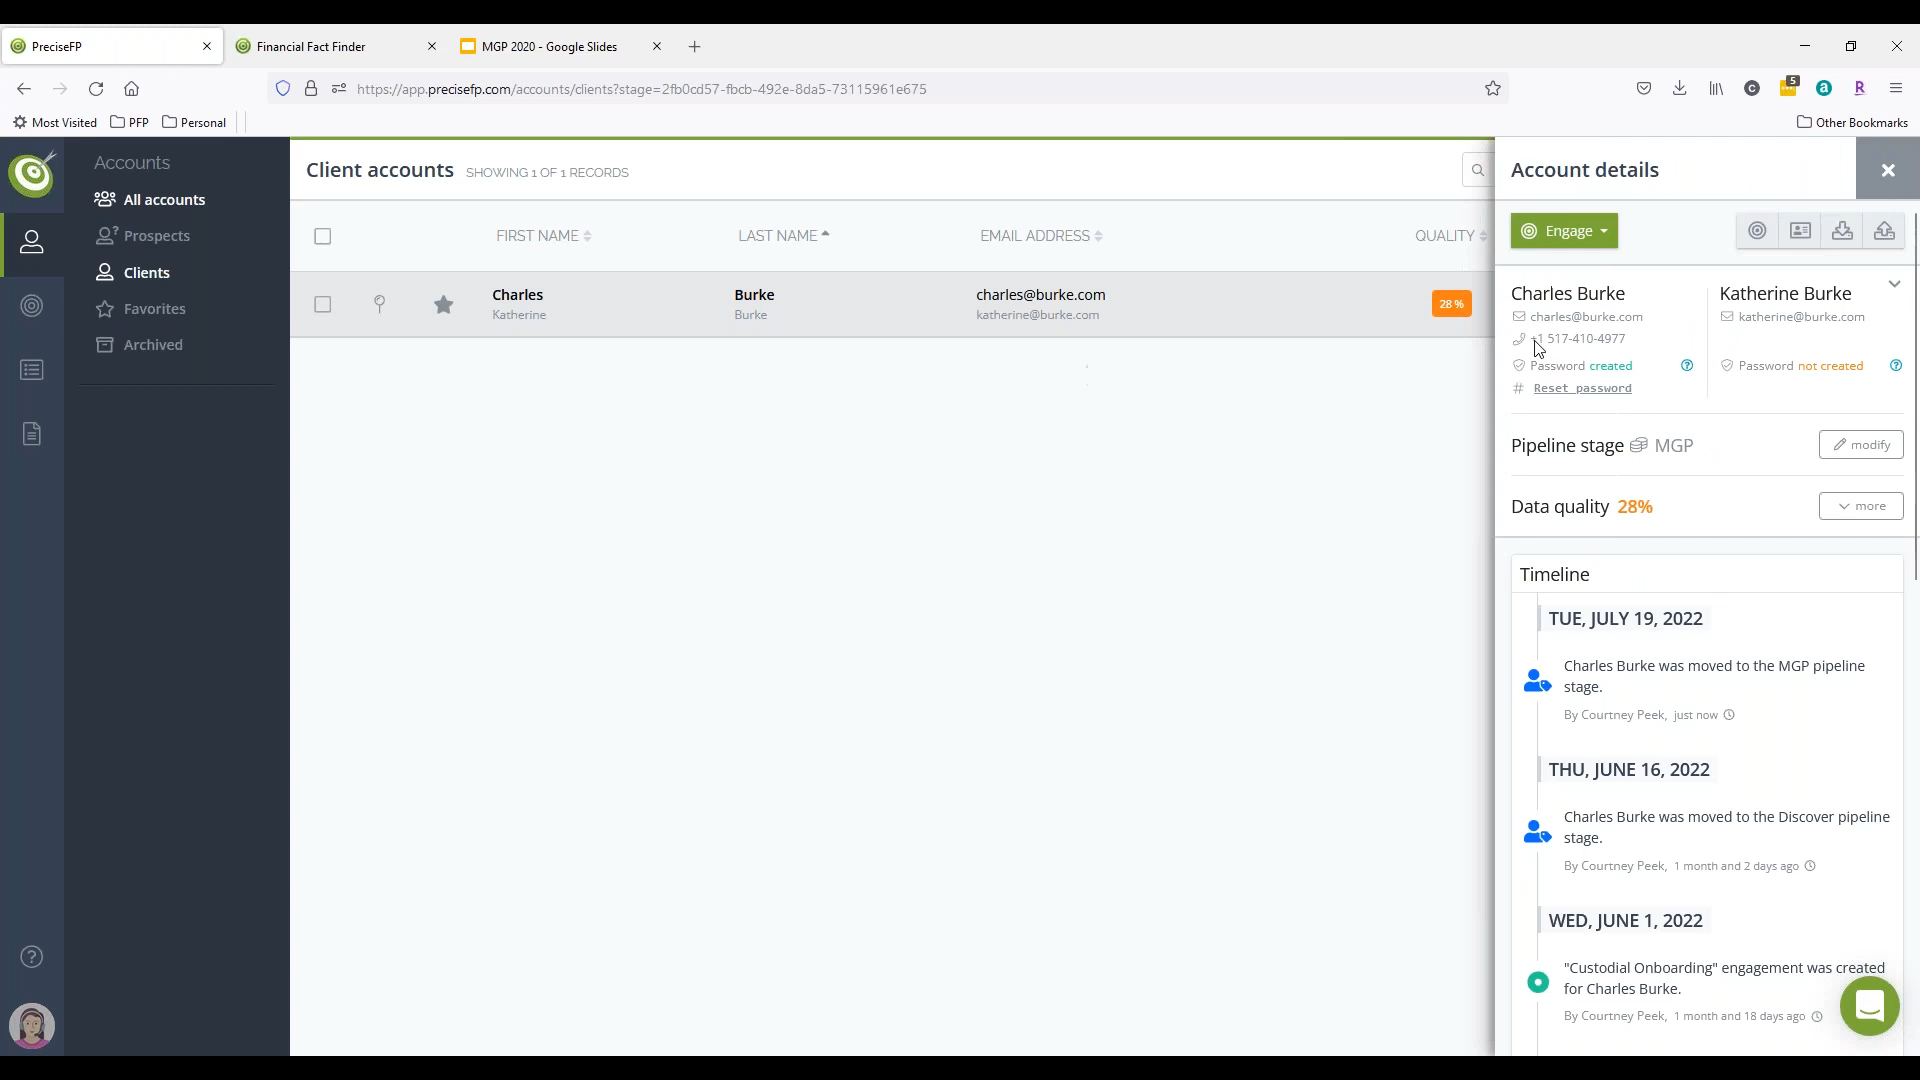 PreciseFP
Financial Fact Finder
MGP 2020 - Google Slides
https://app.precisefp.com/accounts/clients?stage=2fb0cd57-fbcb-492e-8da5-73115961e675
5
C
a
R
Most Visited
PFP
Personal
Other Bookmarks
Accounts
All accounts
Prospects
Clients
Favorites
Archived
Client accounts SHOWING 1 OF 1 RECORDS
FIRST NAME LAST NAME EMAIL ADDRESS QUALITY
Charles Burke charles@burke.com 28 %
Katherine Burke katherine@burke.com
Account details
Engage
Charles Burke
charles@burke.com
+1 517-410-4977
Password created
# Reset password
Katherine Burke
katherine@burke.com
Password not created
Pipeline stage MGP modify
Data quality 28% more
Timeline
TUE, JULY 19, 2022
Charles Burke was moved to the MGP pipeline
stage.
By Courtney Peek, just now
THU, JUNE 16, 2022
Charles Burke was moved to the Discover pipeline
stage.
By Courtney Peek, 1 month and 2 days ago
WED, JUNE 1, 2022
"Custodial Onboarding" engagement was created
for Charles Burke.
By Courtney Peek, 1 month and 18 days ago